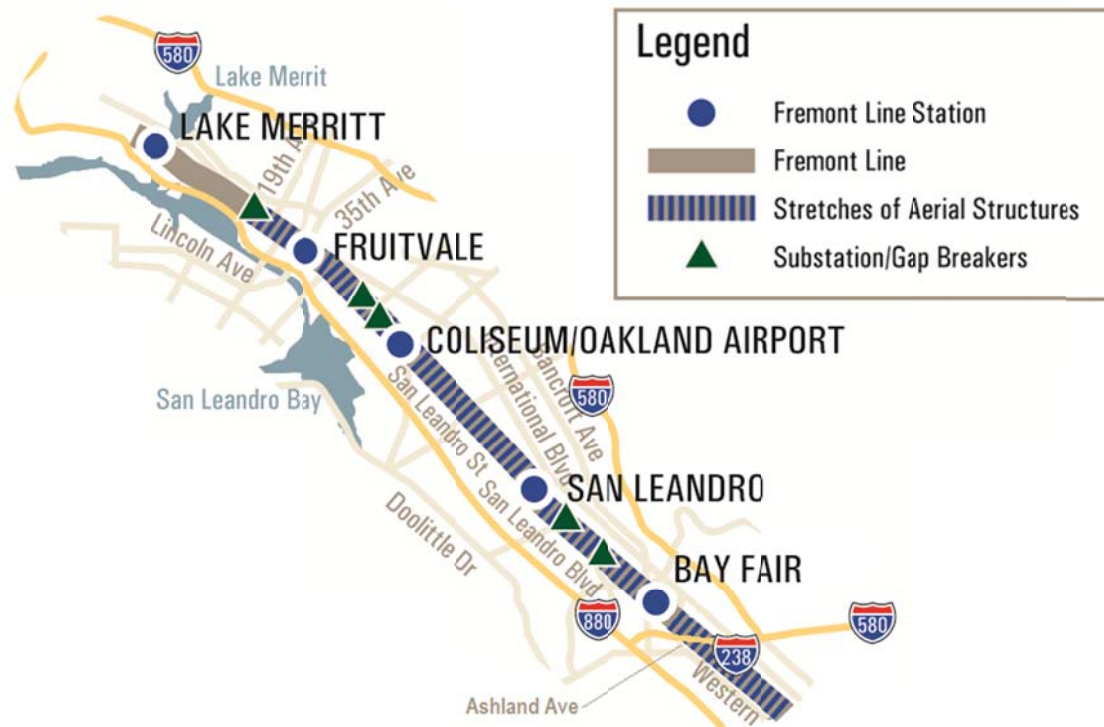 580
Lake Merrit
LAKE MERRITT
19th A
35th Ave
Lincoln Ave
FRUITVALE
COLISEUM/OAKLAND AIRPORT
San Leandro Bay
San Leandro St
ternational Blvd
Bancroft Ave
580
SAN LEANDRO
San Leandro Blvd
Doolittle Dr
BAY FAIR
880
238
580
Western
Ashland Ave
Legend
Fremont Line Station
Fremont Line
Stretches of Aerial Structures
Substation/Gap Breakers